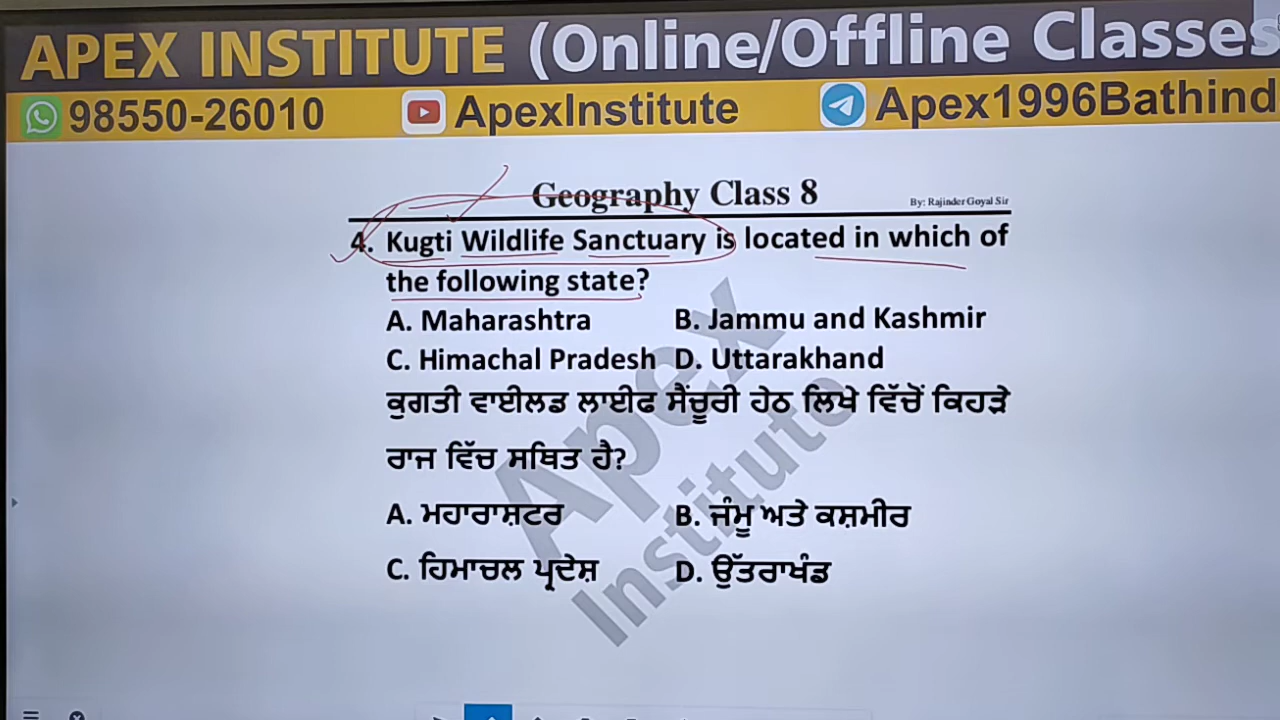 APEX INSTITUTE (Online/Offline Classes
98550-26010 ApexInstitute Apex1996Bathind
Geography Class 8
By: Rajinder Goyal Sir
4. Kugti Wildlife Sanctuary is located in which of
the following state?
A. Maharashtra B. Jammu and Kashmir
C. Himachal Pradesh D. Uttarakhand
ਕੁਗਤੀ ਵਾਈਲਡ ਲਾਈਫ ਸੈਂਚੂਰੀ ਹੇਠ ਲਿਖੇ ਵਿੱਚੋਂ ਕਿਹੜੇ
ਰਾਜ ਵਿੱਚ ਸਥਿਤ ਹੈ?
A. ਮਹਾਰਾਸ਼ਟਰ B. ਜੰਮੂ ਅਤੇ ਕਸ਼ਮੀਰ
C. ਹਿਮਾਚਲ ਪ੍ਰਦੇਸ਼ D. ਉੱਤਰਾਖੰਡ
Apex
Institute